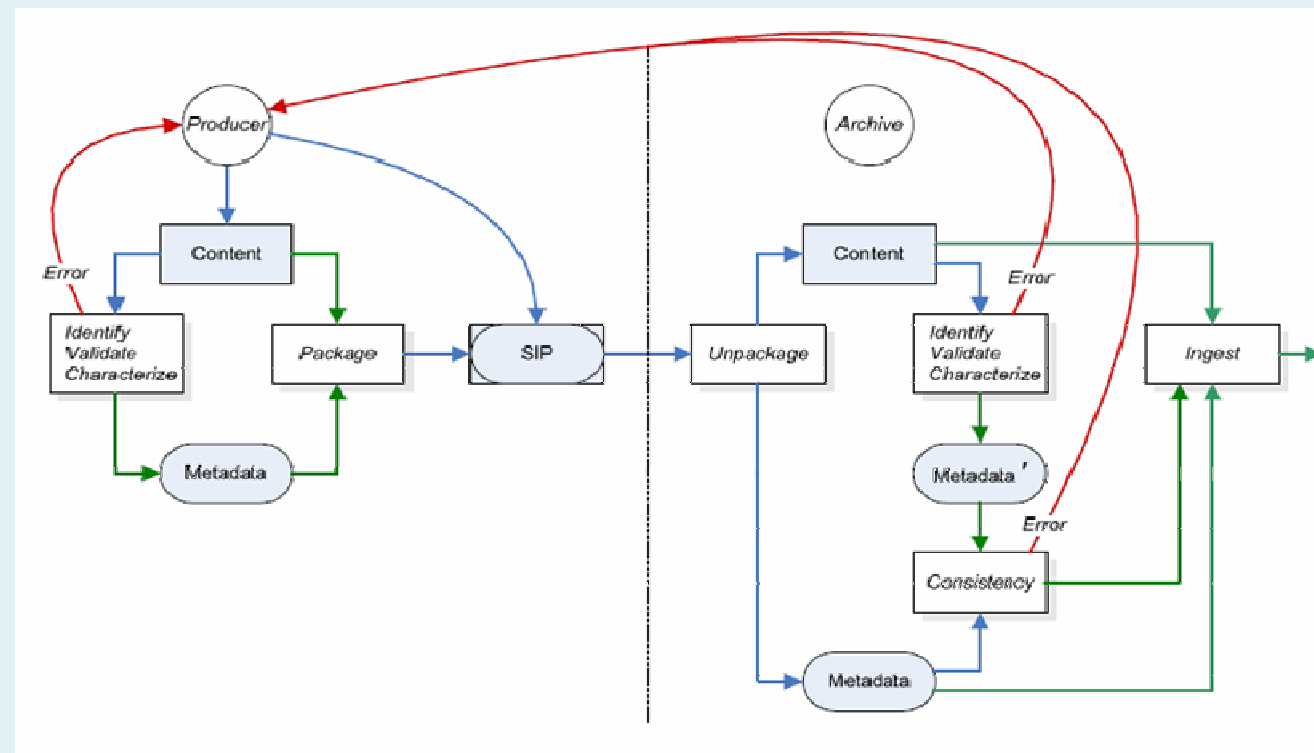 Producer
Archive
Content
Content
Error
Error
Identify
Validate
Characterize
Package
SIP
Unpackage
Identify
Validate
Characterize
Ingest
Metadata
Metadata '
Error
Consistency
Metadata